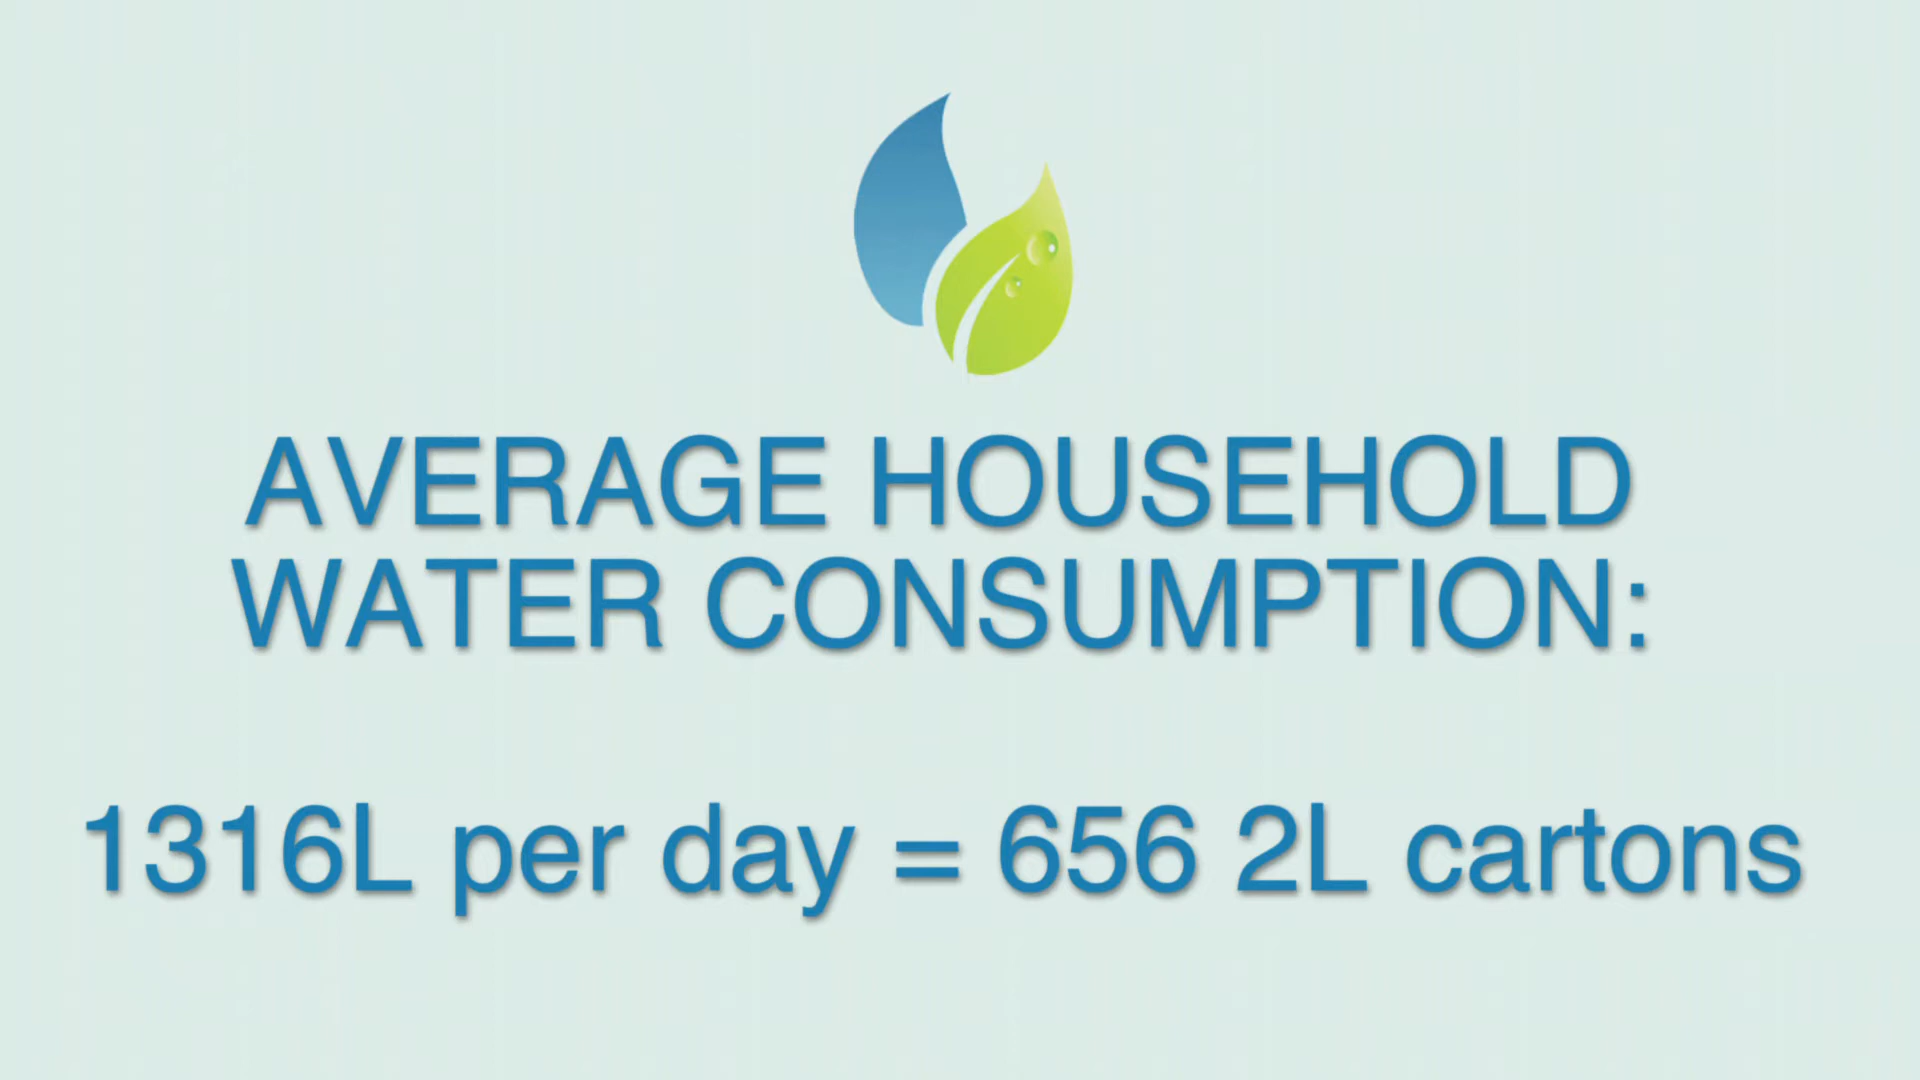 AVERAGE HOUSEHOLD
WATER CONSUMPTION:
1316L per day = 656 2L cartons